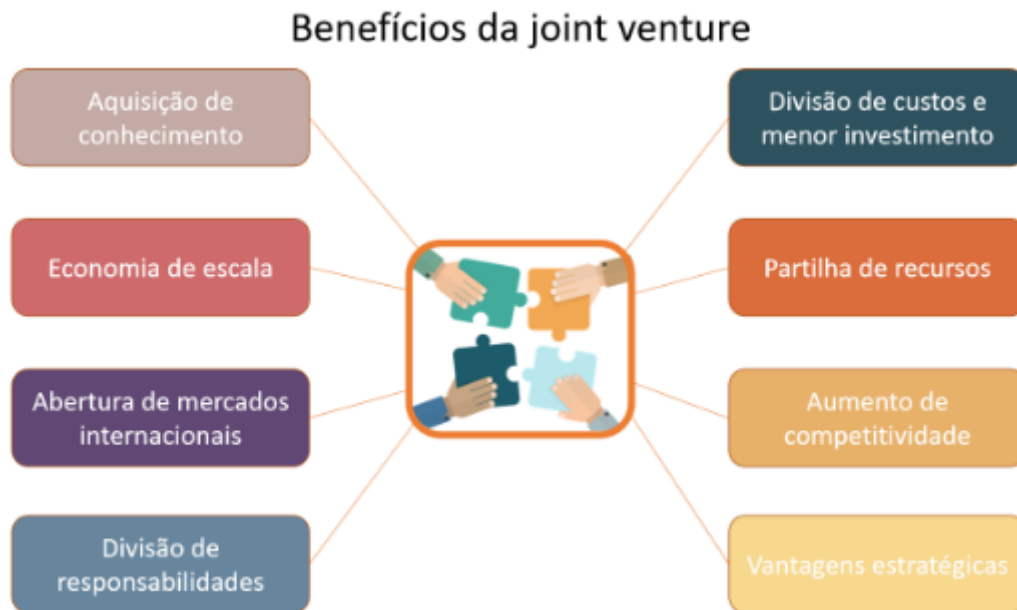 Benefícios da joint venture
Aquisição de
conhecimento
Economia de escala
Abertura de mercados
internacionais
Divisão de
responsabilidades
Divisão de custos e
menor investimento
Partilha de recursos
Aumento de
competitividade
Vantagens estratégicas